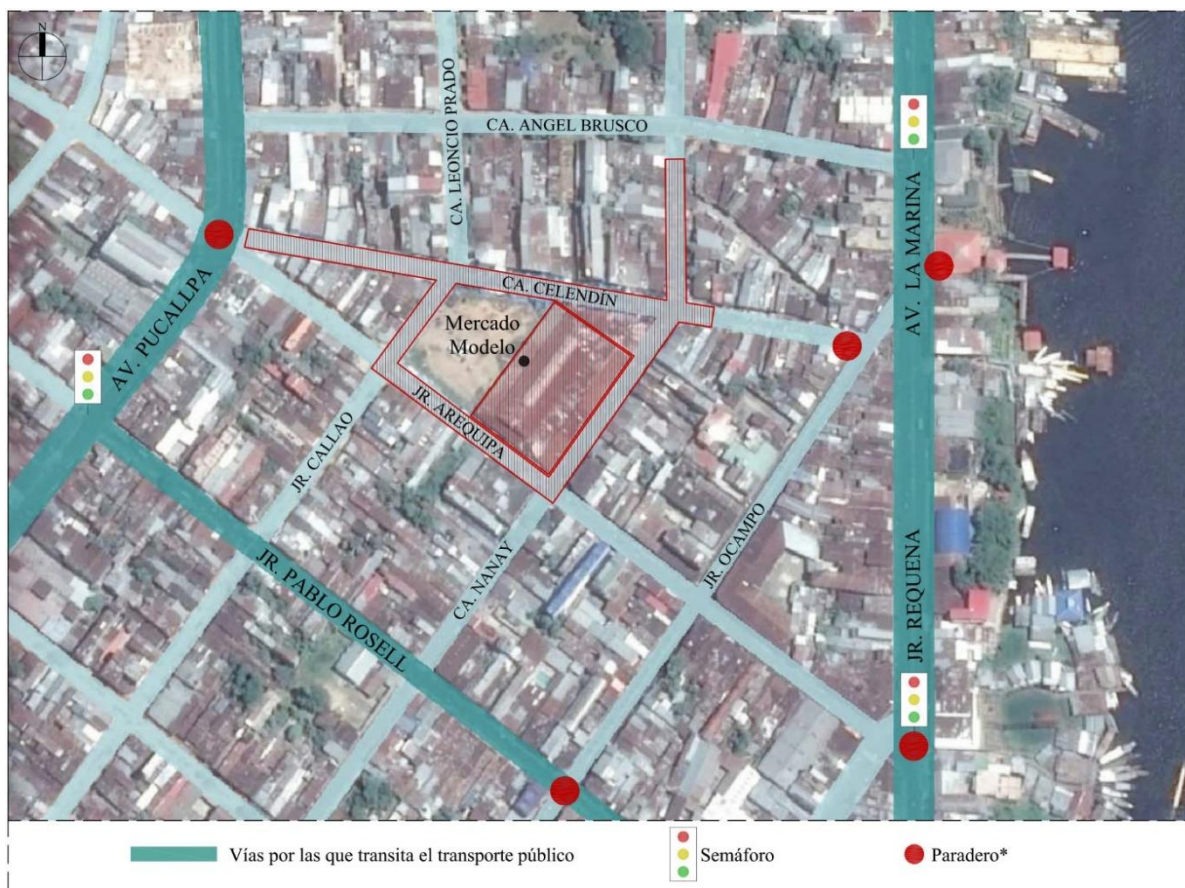 N
CA. LEONCIO PRADO
CA. ANGEL BRUSCO
AV. LA MARINA
AV. PUCALLPA
CA. CELENDIN
Mercado
Modelo
JR. AREQUIPA
JR. CALLAO
JR. OCAMPO
CA. NANAY
JR. PABLO ROSELL
JR. REQUENA
Vías por las que transita el transporte público
Semáforo
Paradero*